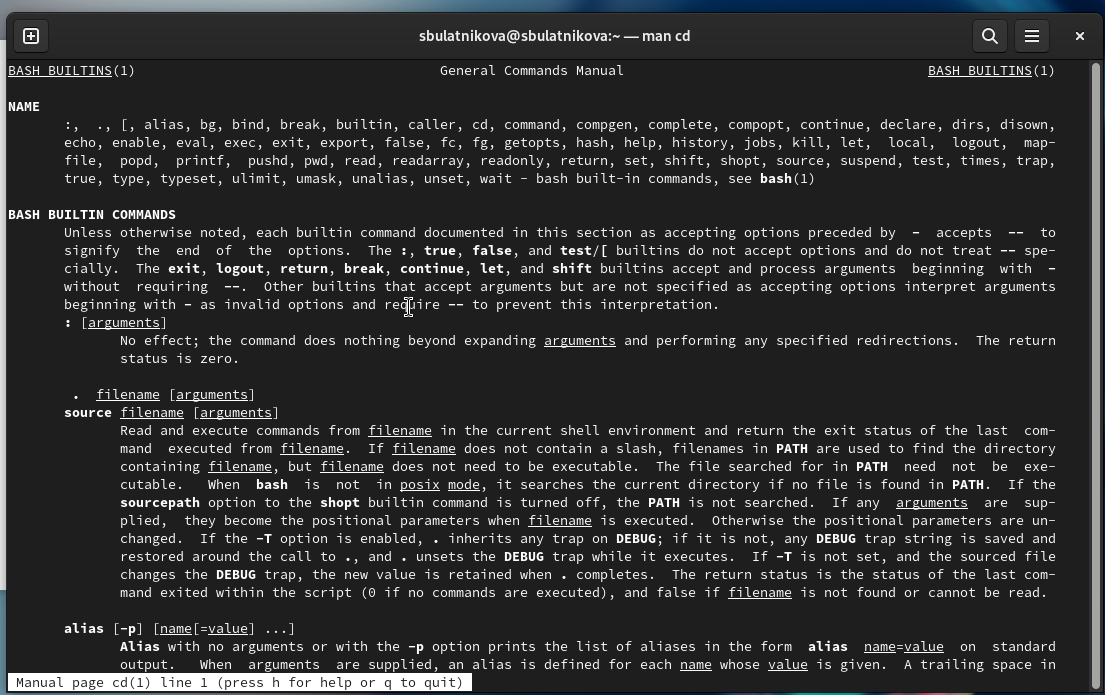 sbulatnikova@sbulatnikova:~ — man cd
BASH BUILTINS(1) General Commands Manual BASH BUILTINS(1)
NAME
:, ., [, alias, bg, bind, break, builtin, caller, cd, command, compgen, complete, compopt, continue, declare, dirs, disown,
echo, enable, eval, exec, exit, export, false, fc, fg, getopts, hash, help, history, jobs, kill, let, local, logout, map-
file, popd, printf, pushd, pwd, read, readarray, readonly, return, set, shift, shopt, source, suspend, test, times, trap,
true, type, typeset, ulimit, umask, unalias, unset, wait - bash built-in commands, see bash(1)
BASH BUILTIN COMMANDS
Unless otherwise noted, each builtin command documented in this section as accepting options preceded by - accepts -- to
signify the end of the options. The :, true, false, and test/[ builtins do not accept options and do not treat -- spe-
cially. The exit, logout, return, break, continue, let, and shift builtins accept and process arguments beginning with -
without requiring --. Other builtins that accept arguments but are not specified as accepting options interpret arguments
beginning with - as invalid options and require -- to prevent this interpretation.
: [arguments]
No effect; the command does nothing beyond expanding arguments and performing any specified redirections. The return
status is zero.
. filename [arguments]
source filename [arguments]
Read and execute commands from filename in the current shell environment and return the exit status of the last com-
mand executed from filename. If filename does not contain a slash, filenames in PATH are used to find the directory
containing filename, but filename does not need to be executable. The file searched for in PATH need not be exe-
cutable. When bash is not in posix mode, it searches the current directory if no file is found in PATH. If the
sourcepath option to the shopt builtin command is turned off, the PATH is not searched. If any arguments are sup-
plied, they become the positional parameters when filename is executed. Otherwise the positional parameters are un-
changed. If the -T option is enabled, . inherits any trap on DEBUG; if it is not, any DEBUG trap string is saved and
restored around the call to ., and . unsets the DEBUG trap while it executes. If -T is not set, and the sourced file
changes the DEBUG trap, the new value is retained when . completes. The return status is the status of the last com-
mand exited within the script (0 if no commands are executed), and false if filename is not found or cannot be read.
alias [-p] [name[=value] ...]
Alias with no arguments or with the -p option prints the list of aliases in the form alias name=value on standard
output. When arguments are supplied, an alias is defined for each name whose value is given. A trailing space in
Manual page cd(1) line 1 (press h for help or q to quit)